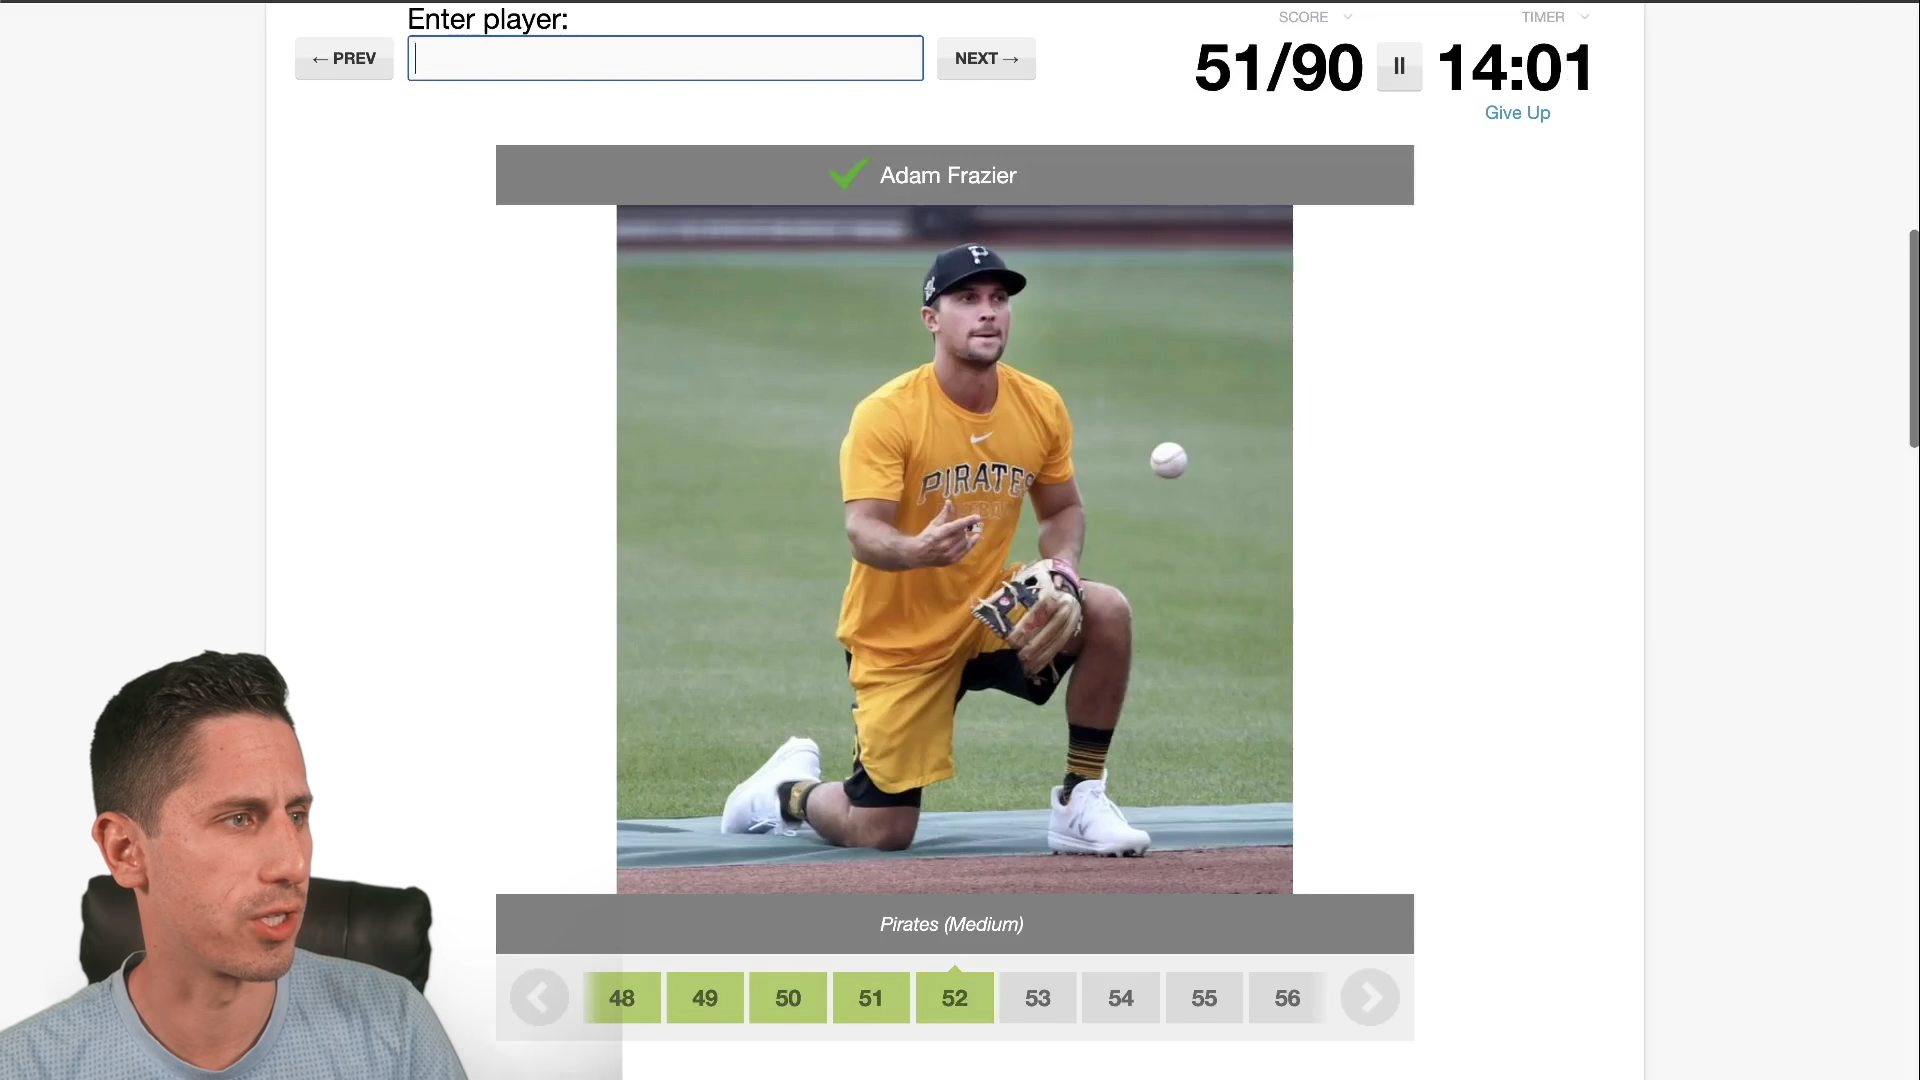 Enter player:
← PREV
NEXT →
SCORE
TIMER
51/90
14:01
Give Up
Adam Frazier
P
PIRATES
Pirates (Medium)
48 49 50 51 52 53 54 55 56